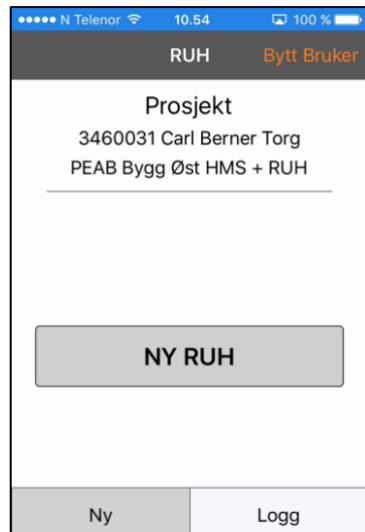 N Telenor 10.54 100 %
RUH Bytt Bruker
Prosjekt
3460031 Carl Berner Torg
PEAB Bygg Øst HMS + RUH
NY RUH
Ny Logg